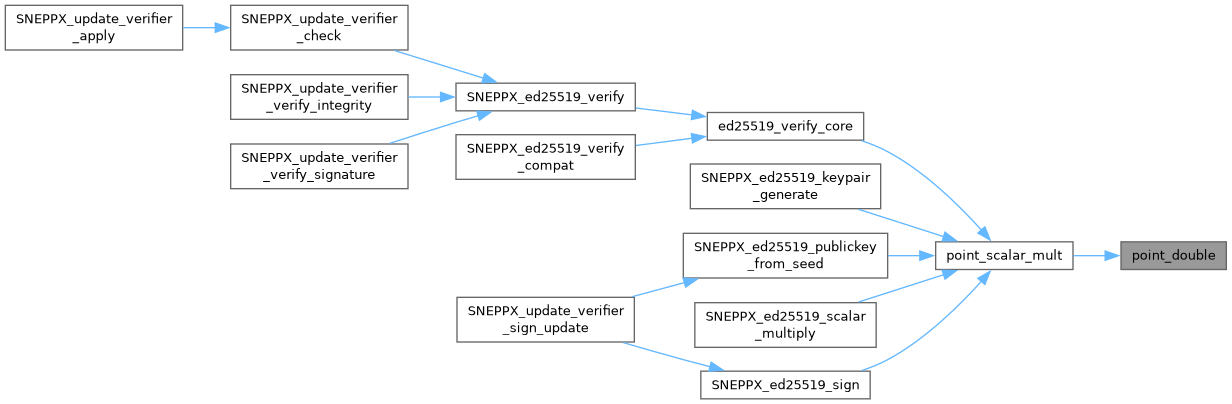 SNEPPX_update_verifier
_apply
SNEPPX_update_verifier
_check
SNEPPX_update_verifier
_verify_integrity
SNEPPX_update_verifier
_verify_signature
SNEPPX_ed25519_verify
SNEPPX_ed25519_verify
_compat
ed25519_verify_core
SNEPPX_ed25519_keypair
_generate
SNEPPX_ed25519_publickey
_from_seed
SNEPPX_update_verifier
_sign_update
SNEPPX_ed25519_scalar
_multiply
SNEPPX_ed25519_sign
point_scalar_mult
point_double